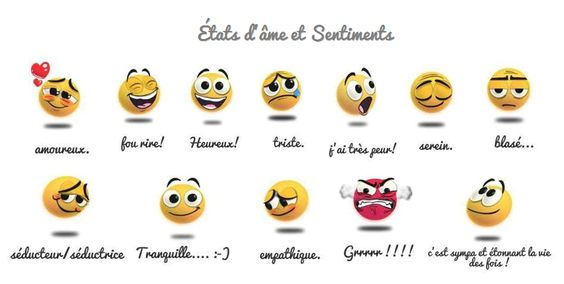 États d'âme et Sentiments
amoureux.
fou rire!
Heureux!
triste.
j'ai très peur!
serein.
blasé...
séducteur/séductrice
Tranquille.... :-)
empathique.
Grrrrr !!!!
c'est sympa et étonnant la vie
des fois !